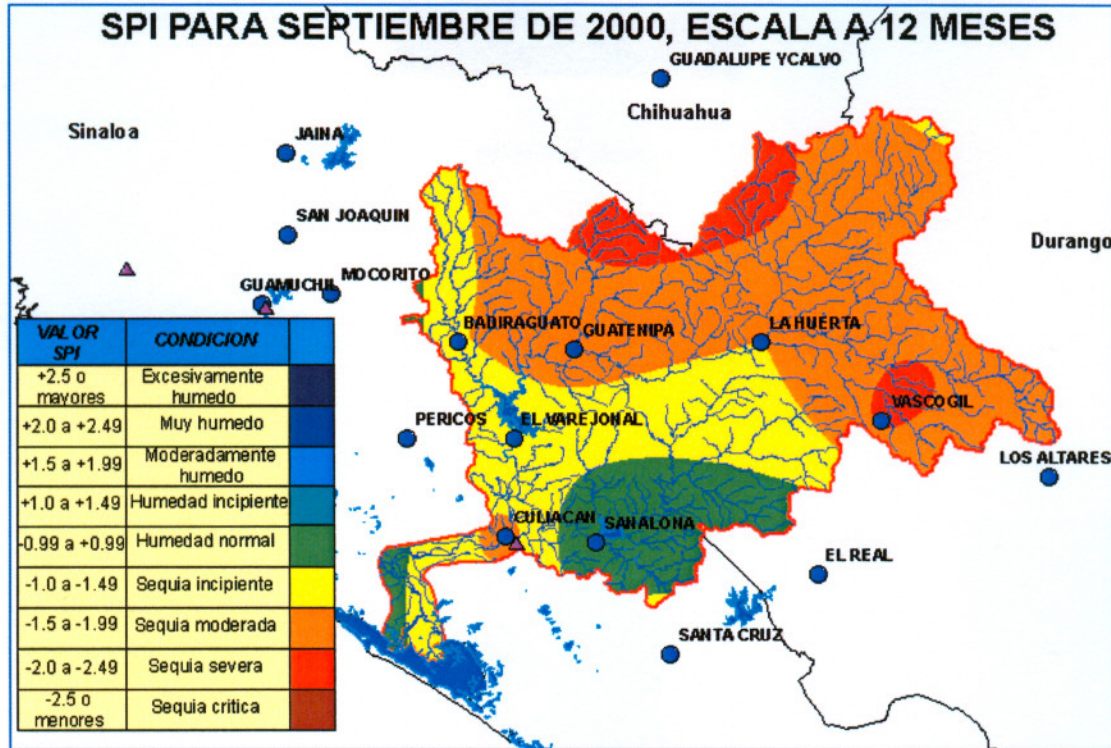 SPI PARA SEPTIEMBRE DE 2000, ESCALA A 12 MESES
GUADALUPE YCALVO
Chihuahua
Sinaloa
JAINA
SAN JOAQUIN
Durango
MOCORITO
GUAMUCHIL
BADIRAGUATO
GUATENIPA
LA HUERTA
VASCOGIL
PERICOS
EL VAREJONAL
LOS ALTARES
CULIACAN
SANALONA
EL REAL
SANTA CRUZ
VALOR SPI CONDICION
+2.5 o mayores Excesivamente humedo
+2.0 a +2.49 Muy humedo
+1.5 a +1.99 Moderadamente humedo
+1.0 a +1.49 Humedad incipiente
-0.99 a +0.99 Humedad normal
-1.0 a -1.49 Sequia incipiente
-1.5 a -1.99 Sequia moderada
-2.0 a -2.49 Sequia severa
-2.5 o menores Sequia critica